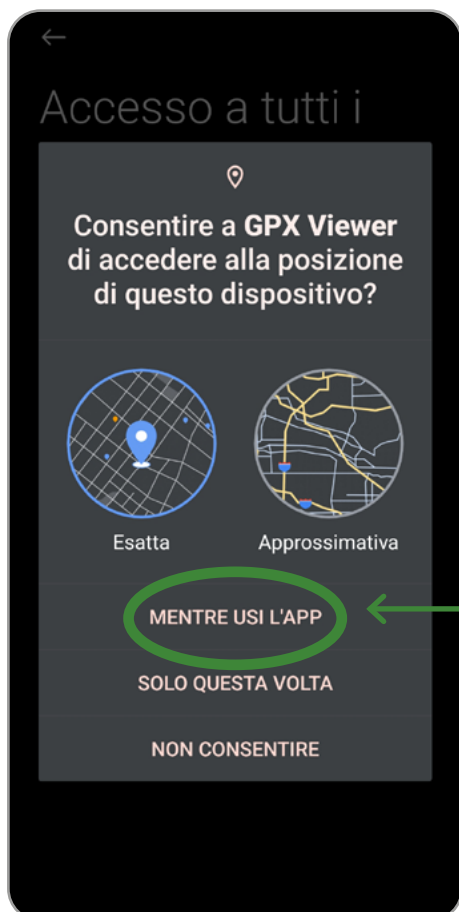 Accesso a tutti i
Consentire a GPX Viewer
di accedere alla posizione
di questo dispositivo?
Esatta Approssimativa
MENTRE USI L'APP
SOLO QUESTA VOLTA
NON CONSENTIRE